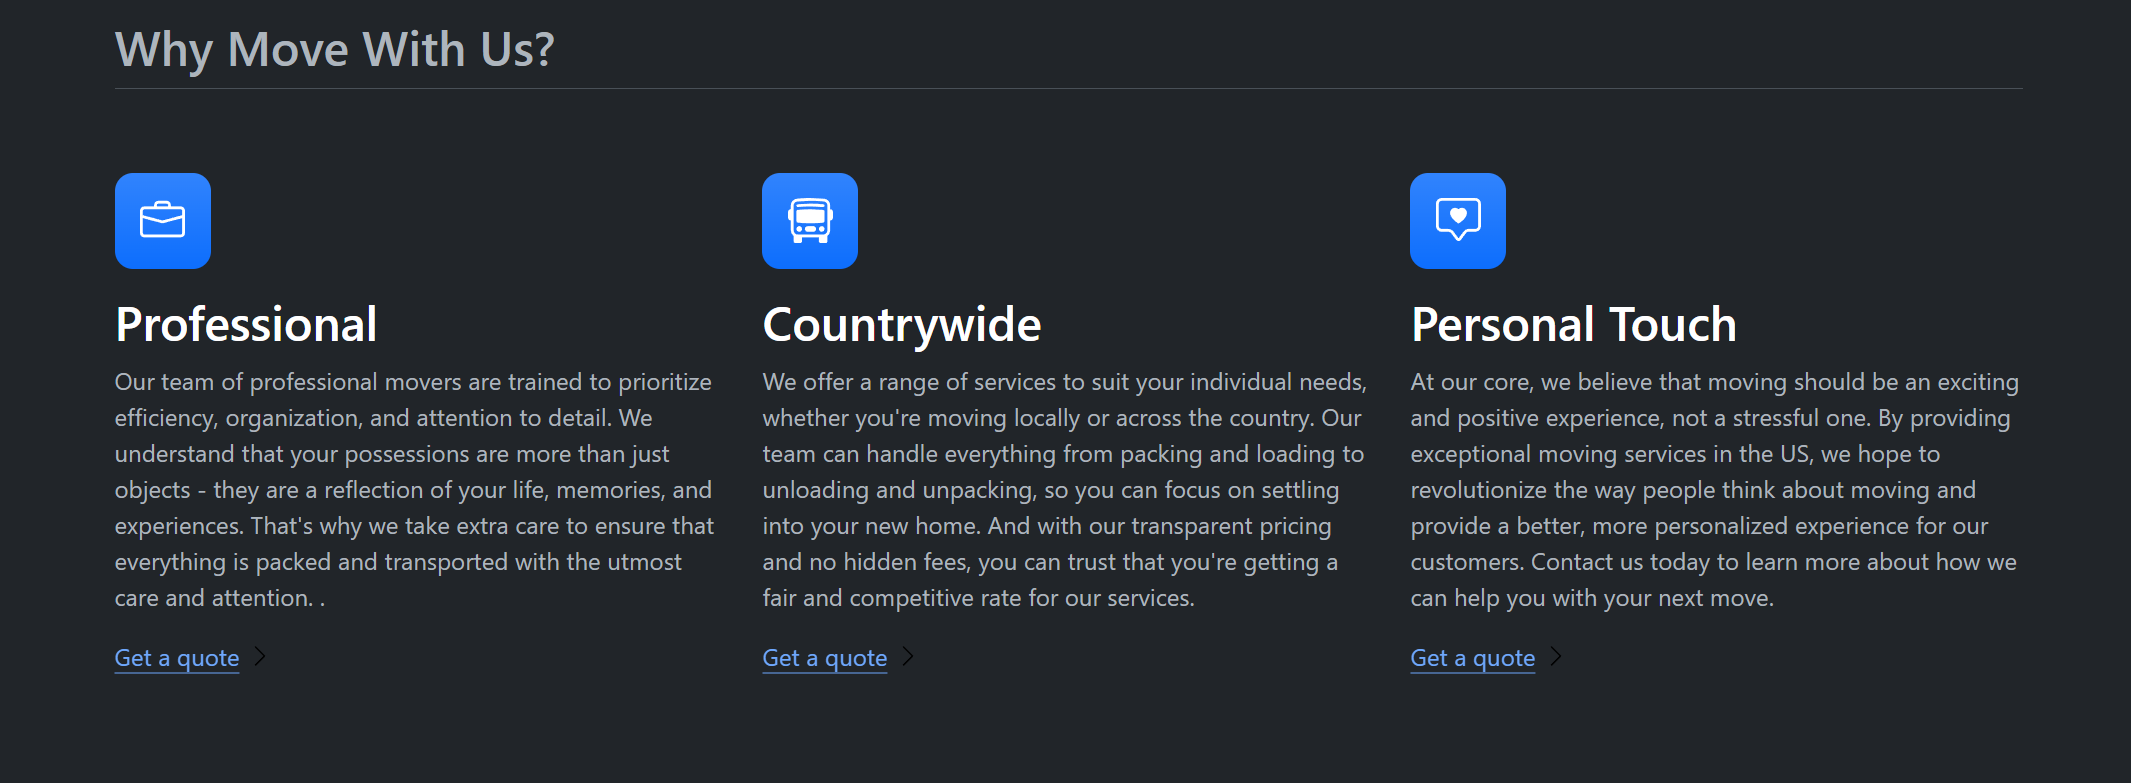 Why Move With Us?
Professional
Our team of professional movers are trained to prioritize
efficiency, organization, and attention to detail. We
understand that your possessions are more than just
objects - they are a reflection of your life, memories, and
experiences. That's why we take extra care to ensure that
everything is packed and transported with the utmost
care and attention. .
Get a quote
Countrywide
We offer a range of services to suit your individual needs,
whether you're moving locally or across the country. Our
team can handle everything from packing and loading to
unloading and unpacking, so you can focus on settling
into your new home. And with our transparent pricing
and no hidden fees, you can trust that you're getting a
fair and competitive rate for our services.
Get a quote
Personal Touch
At our core, we believe that moving should be an exciting
and positive experience, not a stressful one. By providing
exceptional moving services in the US, we hope to
revolutionize the way people think about moving and
provide a better, more personalized experience for our
customers. Contact us today to learn more about how we
can help you with your next move.
Get a quote